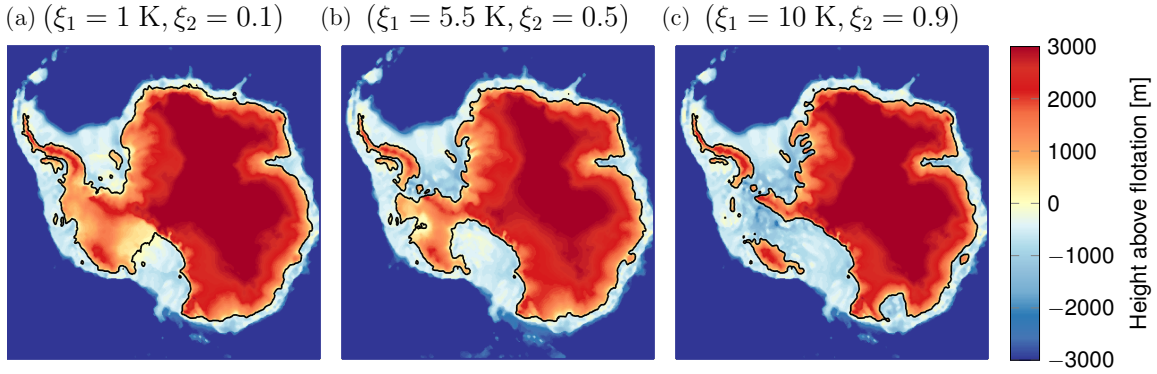 (a) (ξ₁ = 1 K, ξ₂ = 0.1)
(b) (ξ₁ = 5.5 K, ξ₂ = 0.5)
(c) (ξ₁ = 10 K, ξ₂ = 0.9)
3000
2000
1000
0
−1000
−2000
−3000
Height above flotation [m]